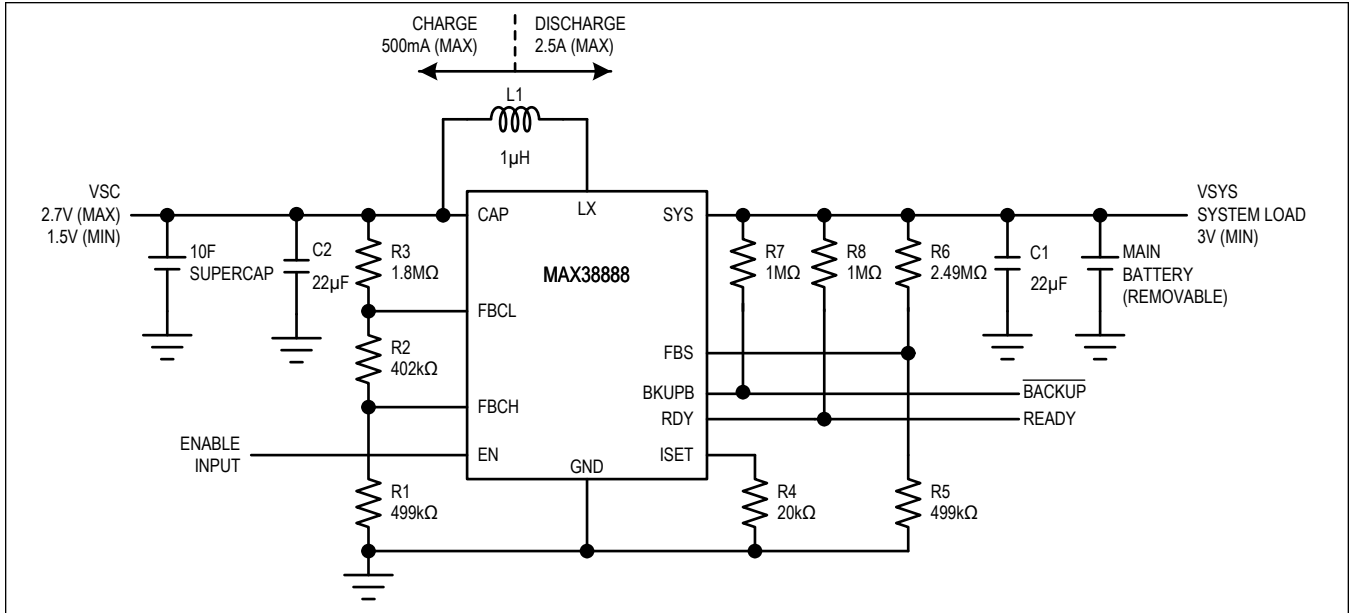 CHARGE
500mA (MAX)
DISCHARGE
2.5A (MAX)
L1
1µH
VSC
2.7V (MAX)
1.5V (MIN)
10F
SUPERCAP
C2
22µF
R3
1.8MΩ
R2
402kΩ
R1
499kΩ
ENABLE
INPUT
CAP
LX
SYS
MAX38888
FBCL
FBS
BKUPB
FBCH
RDY
EN
ISET
GND
R7
1MΩ
R8
1MΩ
R6
2.49MΩ
C1
22µF
MAIN
BATTERY
(REMOVABLE)
VSYS
SYSTEM LOAD
3V (MIN)
BACKUP
READY
R4
20kΩ
R5
499kΩ